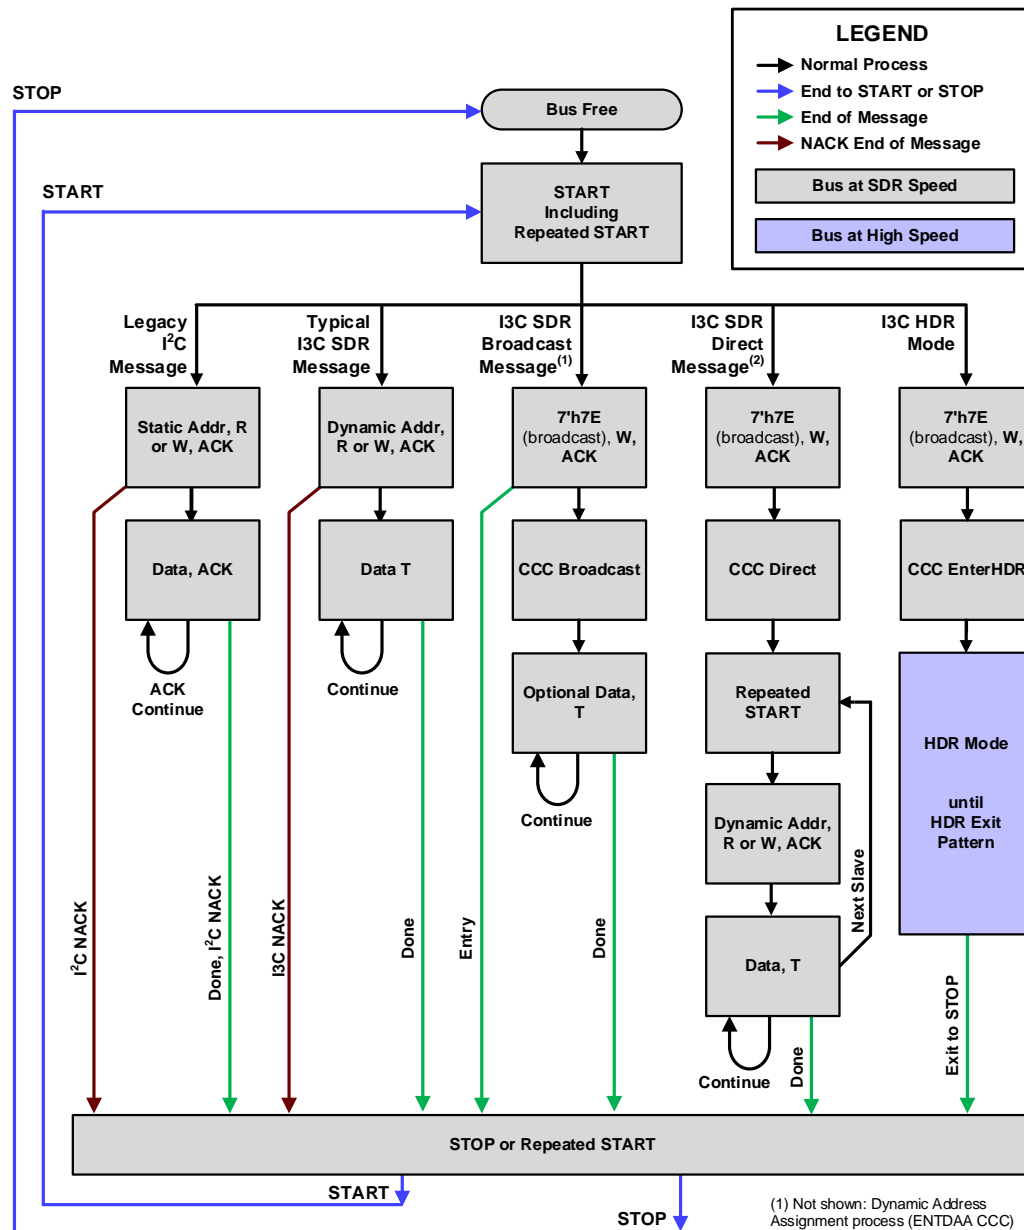 LEGEND
Normal Process
End to START or STOP
End of Message
NACK End of Message
Bus at SDR Speed
Bus at High Speed
STOP
Bus Free
START
START
Including
Repeated START
Legacy
I²C
Message
Typical
I3C SDR
Message
I3C SDR
Broadcast
Message(1)
I3C SDR
Direct
Message(2)
I3C HDR
Mode
Static Addr, R
or W, ACK
Dynamic Addr,
R or W, ACK
7'h7E
(broadcast), W,
ACK
7'h7E
(broadcast), W,
ACK
7'h7E
(broadcast), W,
ACK
Data, ACK
Data T
CCC Broadcast
CCC Direct
CCC EnterHDR
ACK
Continue
Continue
Optional Data,
T
Continue
Repeated
START
Dynamic Addr,
R or W, ACK
Data, T
Continue
Next Slave
HDR Mode
until
HDR Exit
Pattern
I²C NACK
Done, I²C NACK
I3C NACK
Done
Entry
Done
Done
Exit to STOP
STOP or Repeated START
START
STOP
(1) Not shown: Dynamic Address
Assignment process (ENTDAA CCC)